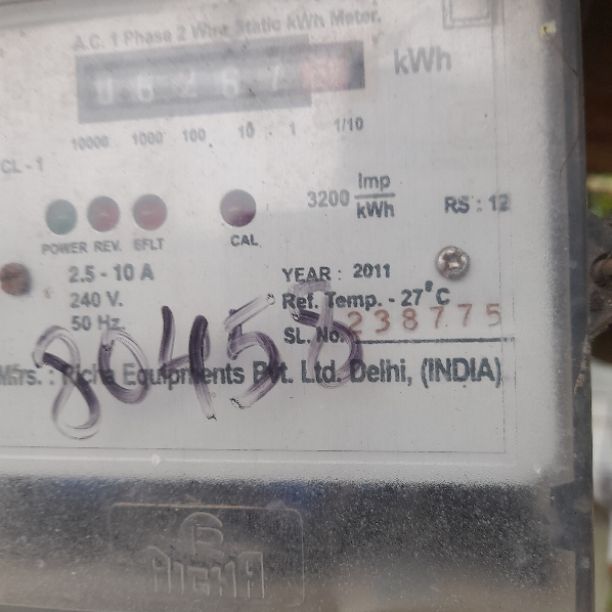 A.C. 1 Phase 2 Wire Static kWh Meter.
kWh
10000 1000 100 10 1 1/10
CL - 1
3200 Imp/kWh
RS : 12
POWER REV. EFLT CAL
2.5 - 10 A
240 V.
50 Hz.
YEAR : 2011
Ref. Temp. - 27°C
SL. No. 238775
80453
M/rs. : Richa Equipments Pvt. Ltd. Delhi, (INDIA)
RICHA